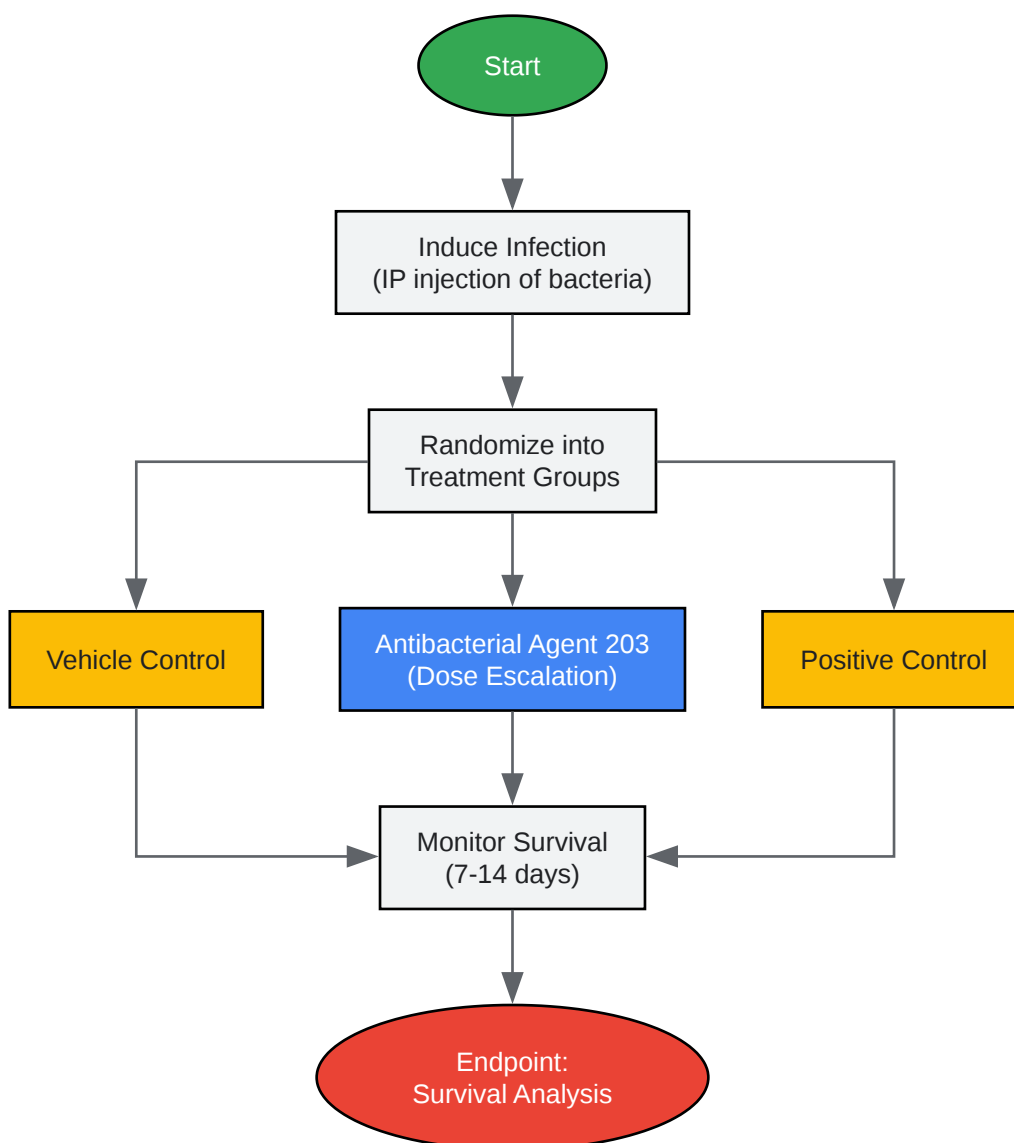 Start
Induce Infection
(IP injection of bacteria)
Randomize into
Treatment Groups
Vehicle Control
Antibacterial Agent 203
(Dose Escalation)
Positive Control
Monitor Survival
(7-14 days)
Endpoint:
Survival Analysis